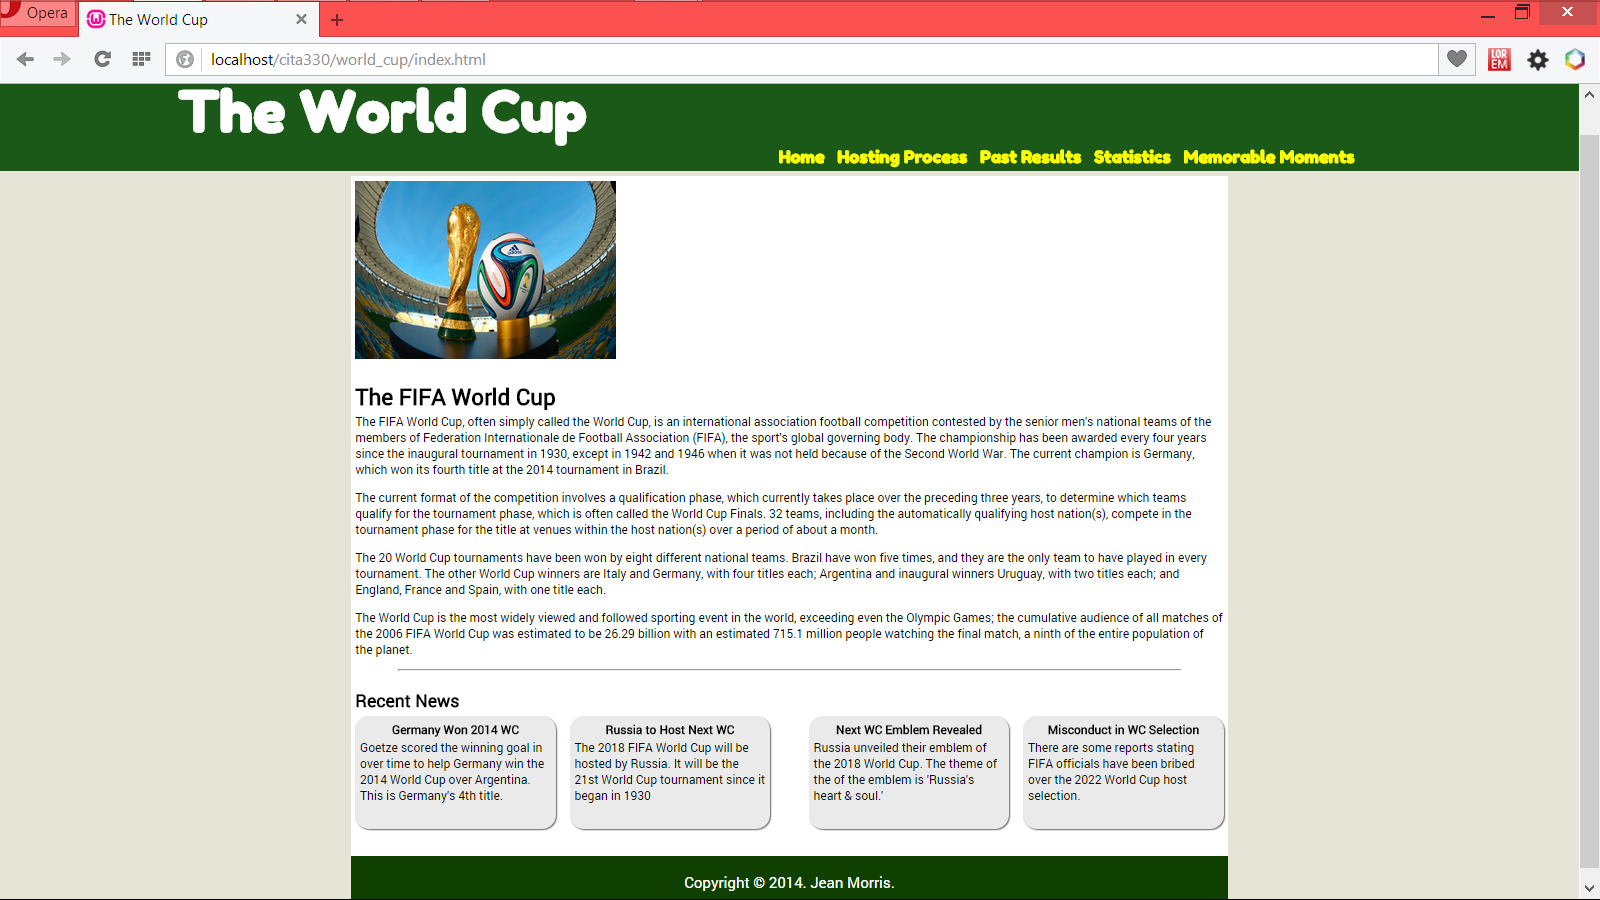 Opera
The World Cup
localhost/cita330/world_cup/index.html
LOR
EM
The World Cup
Home Hosting Process Past Results Statistics Memorable Moments
adidas
The FIFA World Cup
The FIFA World Cup, often simply called the World Cup, is an international association football competition contested by the senior men's national teams of the
members of Federation Internationale de Football Association (FIFA), the sport's global governing body. The championship has been awarded every four years
since the inaugural tournament in 1930, except in 1942 and 1946 when it was not held because of the Second World War. The current champion is Germany,
which won its fourth title at the 2014 tournament in Brazil.
The current format of the competition involves a qualification phase, which currently takes place over the preceding three years, to determine which teams
qualify for the tournament phase, which is often called the World Cup Finals. 32 teams, including the automatically qualifying host nation(s), compete in the
tournament phase for the title at venues within the host nation(s) over a period of about a month.
The 20 World Cup tournaments have been won by eight different national teams. Brazil have won five times, and they are the only team to have played in every
tournament. The other World Cup winners are Italy and Germany, with four titles each; Argentina and inaugural winners Uruguay, with two titles each; and
England, France and Spain, with one title each.
The World Cup is the most widely viewed and followed sporting event in the world, exceeding even the Olympic Games; the cumulative audience of all matches of
the 2006 FIFA World Cup was estimated to be 26.29 billion with an estimated 715.1 million people watching the final match, a ninth of the entire population of
the planet.
Recent News
Germany Won 2014 WC
Goetze scored the winning goal in
over time to help Germany win the
2014 World Cup over Argentina.
This is Germany's 4th title.
Russia to Host Next WC
The 2018 FIFA World Cup will be
hosted by Russia. It will be the
21st World Cup tournament since it
began in 1930
Next WC Emblem Revealed
Russia unveiled their emblem of
the 2018 World Cup. The theme of
the of the emblem is 'Russia's
heart & soul.'
Misconduct in WC Selection
There are some reports stating
FIFA officials have been bribed
over the 2022 World Cup host
selection.
Copyright © 2014. Jean Morris.